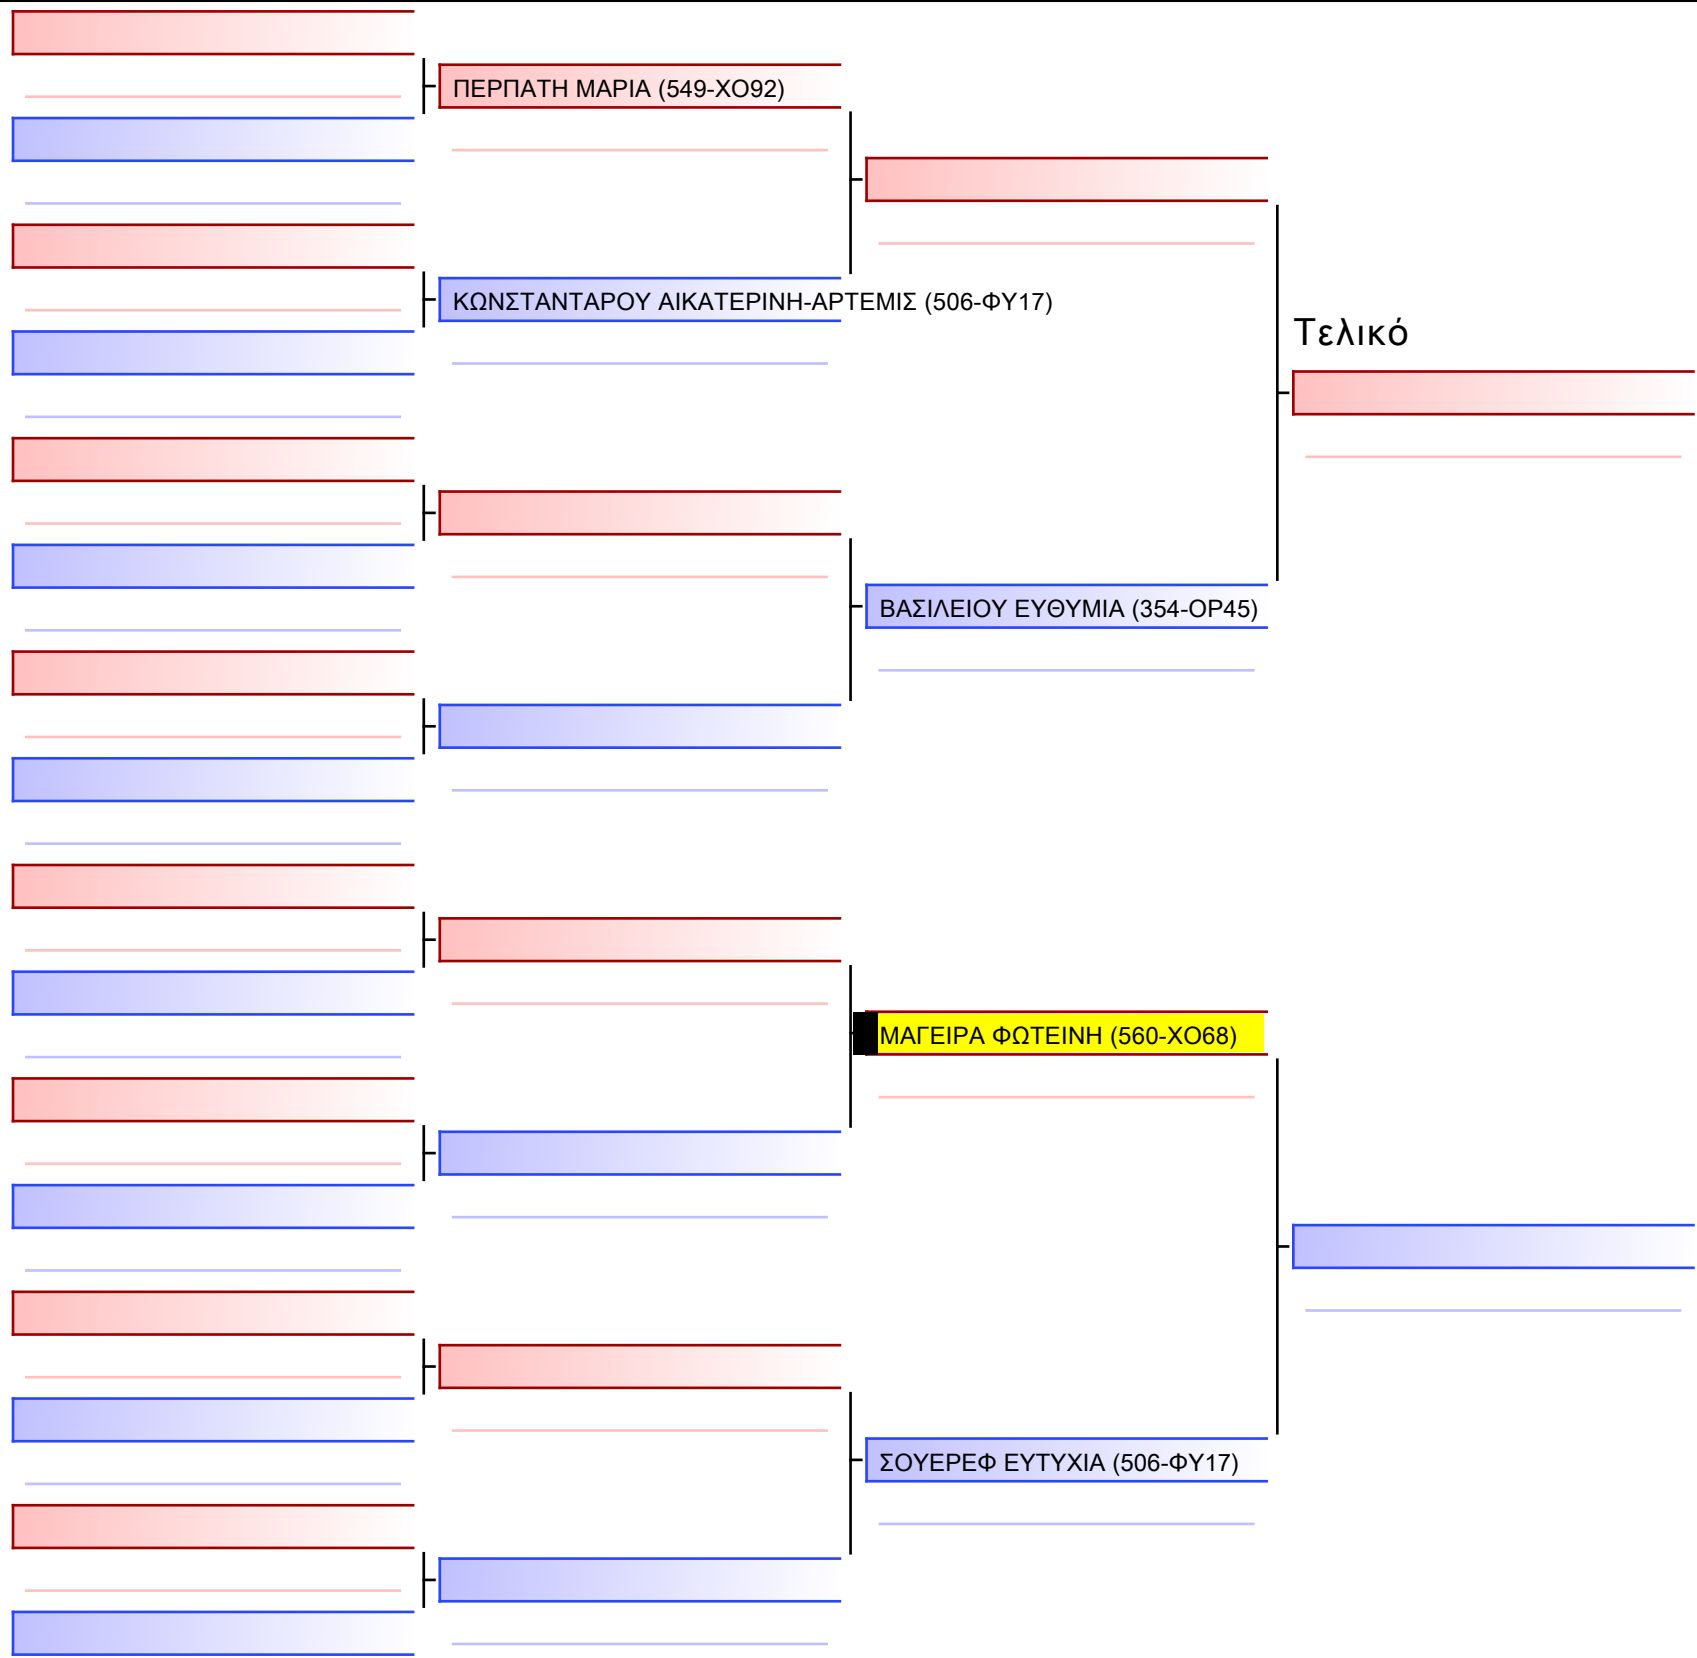 ΠΕΡΠΑΤΗ ΜΑΡΙΑ (549-ΧΟ92)
ΚΩΝΣΤΑΝΤΑΡΟΥ ΑΙΚΑΤΕΡΙΝΗ-ΑΡΤΕΜΙΣ (506-ΦΥ17)
Τελικό
ΒΑΣΙΛΕΙΟΥ ΕΥΘΥΜΙΑ (354-ΟΡ45)
ΜΑΓΕΙΡΑ ΦΩΤΕΙΝΗ (560-ΧΟ68)
ΣΟΥΕΡΕΦ ΕΥΤΥΧΙΑ (506-ΦΥ17)